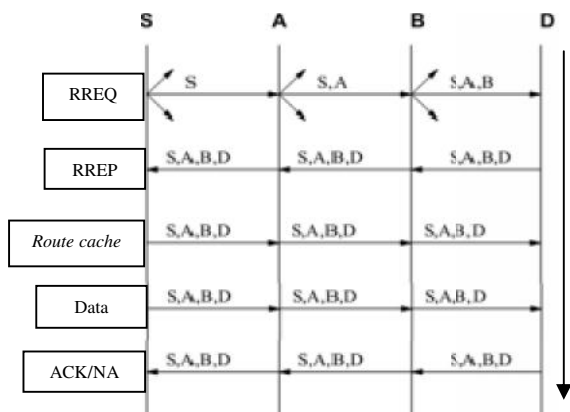 S A B D
RREQ S S,A S,A,B
RREP S,A,B,D S,A,B,D S,A,B,D
Route cache S,A,B,D S,A,B,D S,A,B,D
Data S,A,B,D S,A,B,D S,A,B,D
ACK/NA S,A,B,D S,A,B,D S,A,B,D